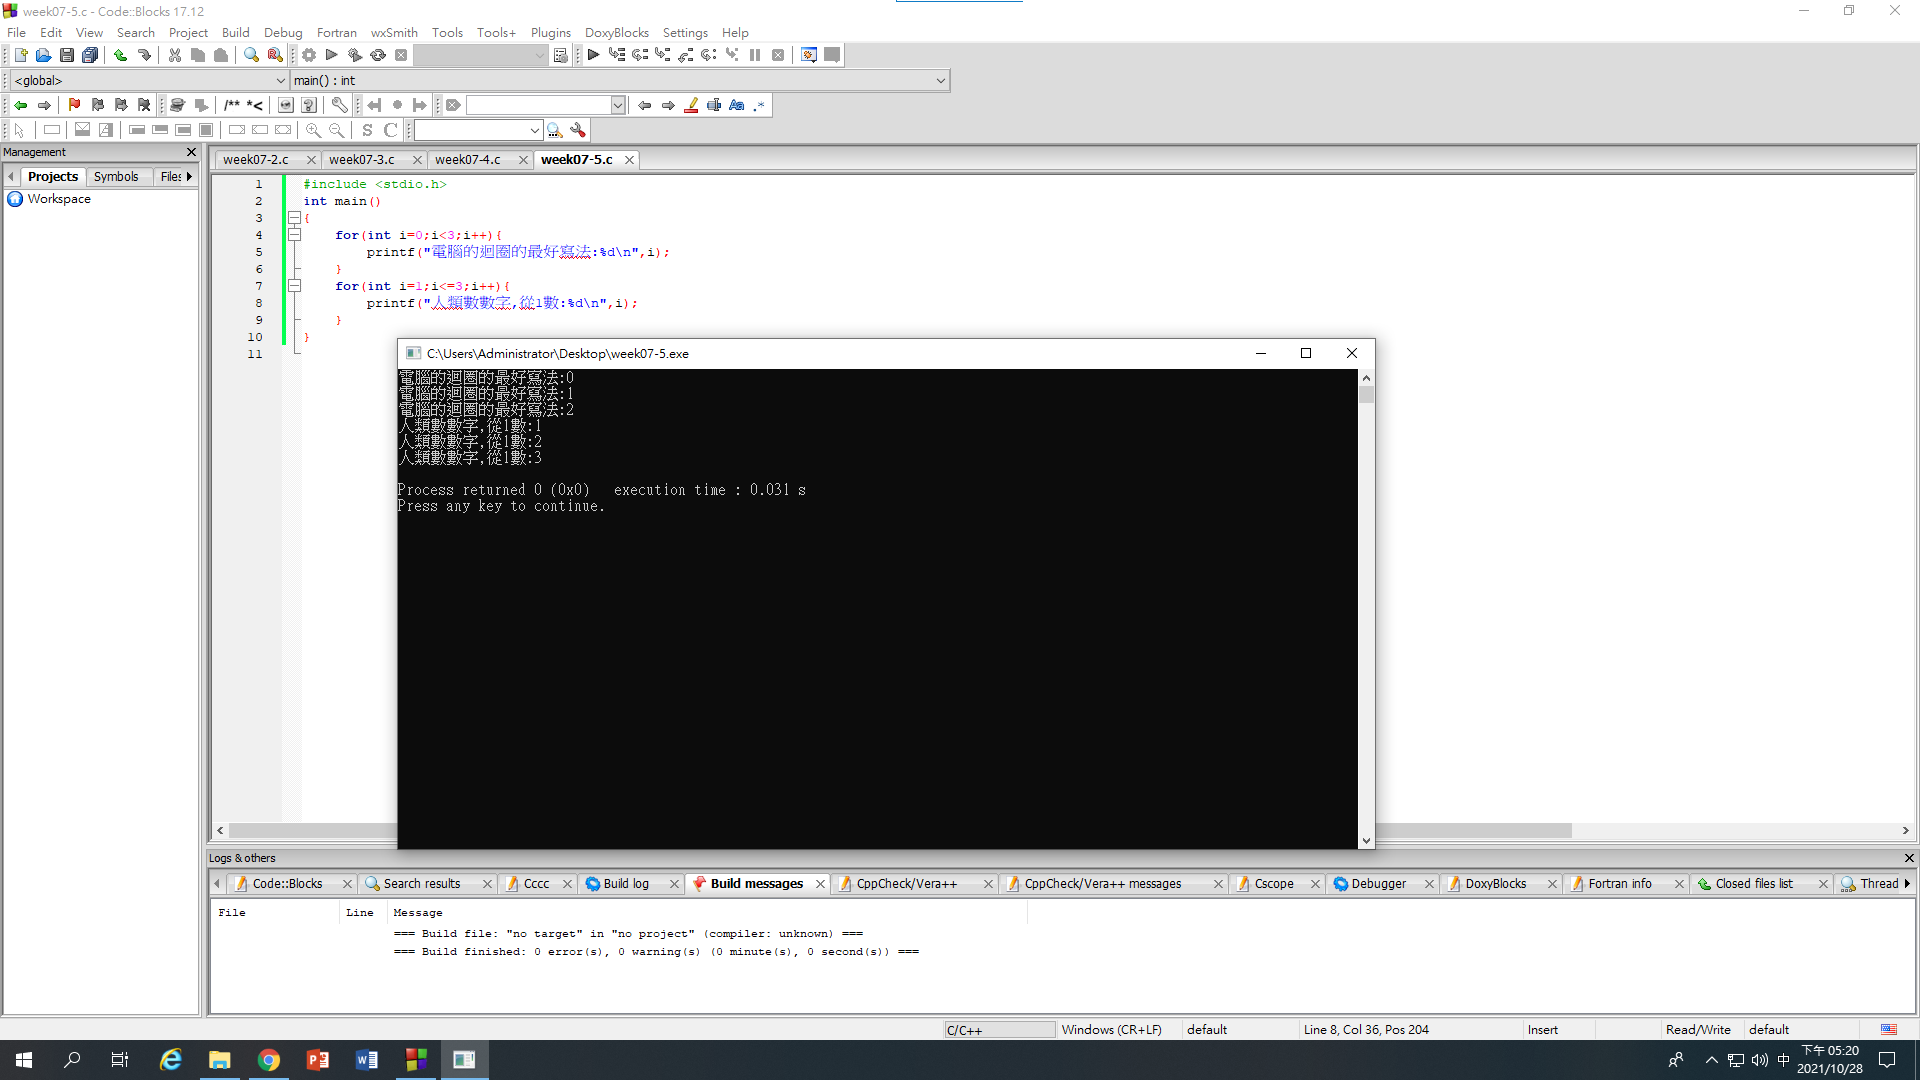 week07-5.c - Code::Blocks 17.12
File Edit View Search Project Build Debug Fortran wxSmith Tools Tools+ Plugins DoxyBlocks Settings Help
<global> main() : int
/** *<
Aa .*
S C
Management
Projects Symbols Files
Workspace
week07-2.c week07-3.c week07-4.c week07-5.c
1 #include <stdio.h>
2 int main()
3 {
4 for(int i=0;i<3;i++){
5 printf("電腦的迴圈的最好寫法:%d\n",i);
6 }
7 for(int i=1;i<=3;i++){
8 printf("人類數數字,從1數:%d\n",i);
9 }
10 }
11
C:\Users\Administrator\Desktop\week07-5.exe
電腦的迴圈的最好寫法:0
電腦的迴圈的最好寫法:1
電腦的迴圈的最好寫法:2
人類數數字,從1數:1
人類數數字,從1數:2
人類數數字,從1數:3
Process returned 0 (0x0) execution time : 0.031 s
Press any key to continue.
Logs & others
Code::Blocks Search results Cccc Build log Build messages CppCheck/Vera++ CppCheck/Vera++ messages Cscope Debugger DoxyBlocks Fortran info Closed files list Thread
File Line Message
=== Build file: "no target" in "no project" (compiler: unknown) ===
=== Build finished: 0 error(s), 0 warning(s) (0 minute(s), 0 second(s)) ===
C/C++ Windows (CR+LF) default Line 8, Col 36, Pos 204 Insert Read/Write default
中 下午 05:20
2021/10/28